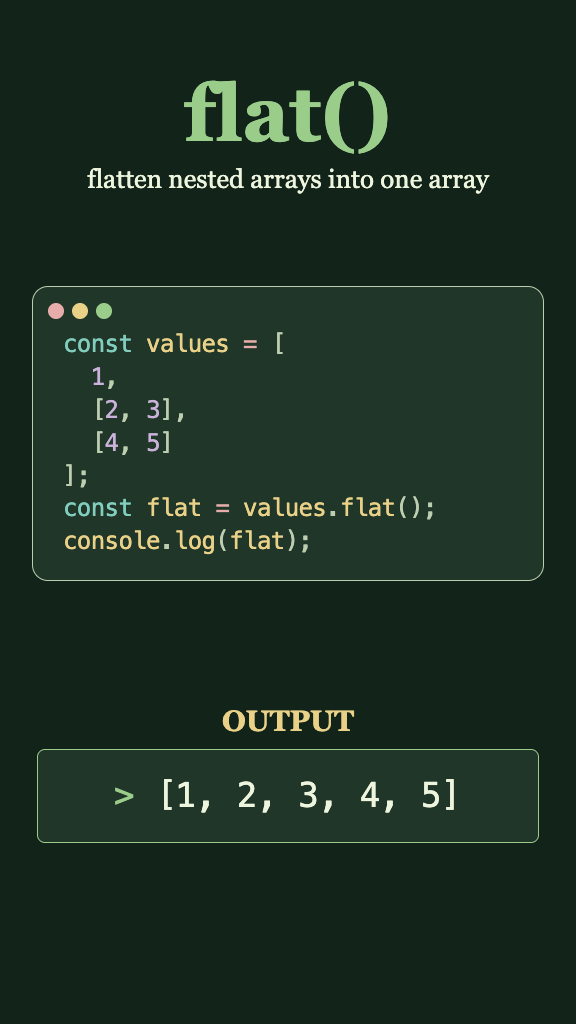 flat()
flatten nested arrays into one array
const values = [
  1,
  [2, 3],
  [4, 5]
];
const flat = values.flat();
console.log(flat);
OUTPUT
> [1, 2, 3, 4, 5]